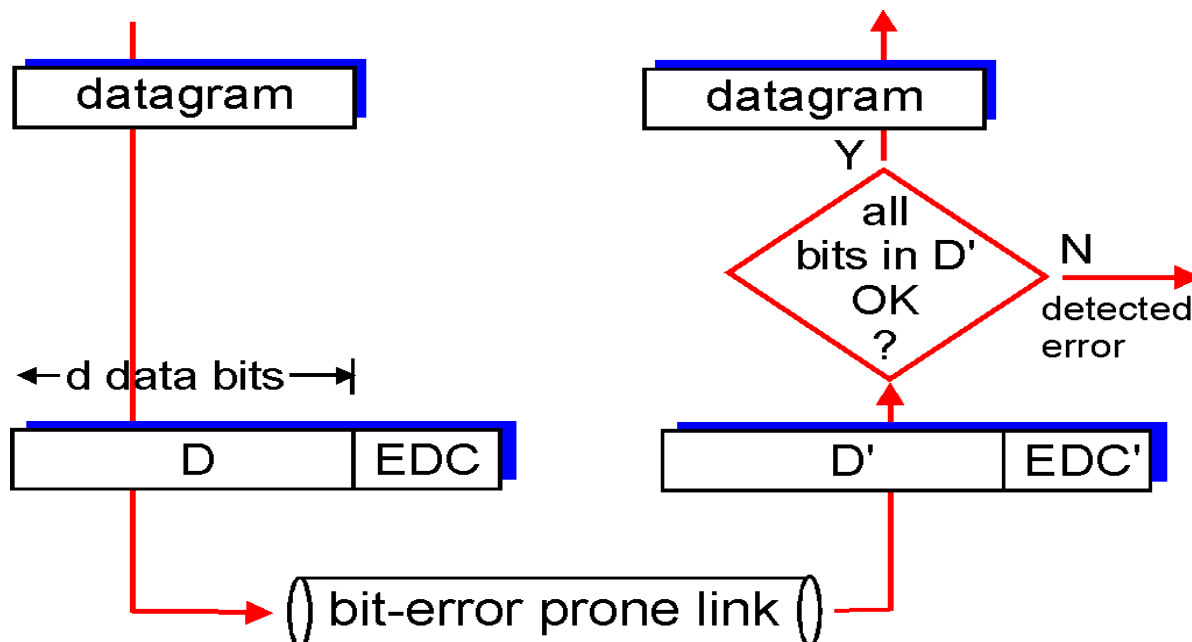 datagram
d data bits
D
EDC
bit-error prone link
datagram
Y
all
bits in D'
OK
?
N
detected
error
D'
EDC'